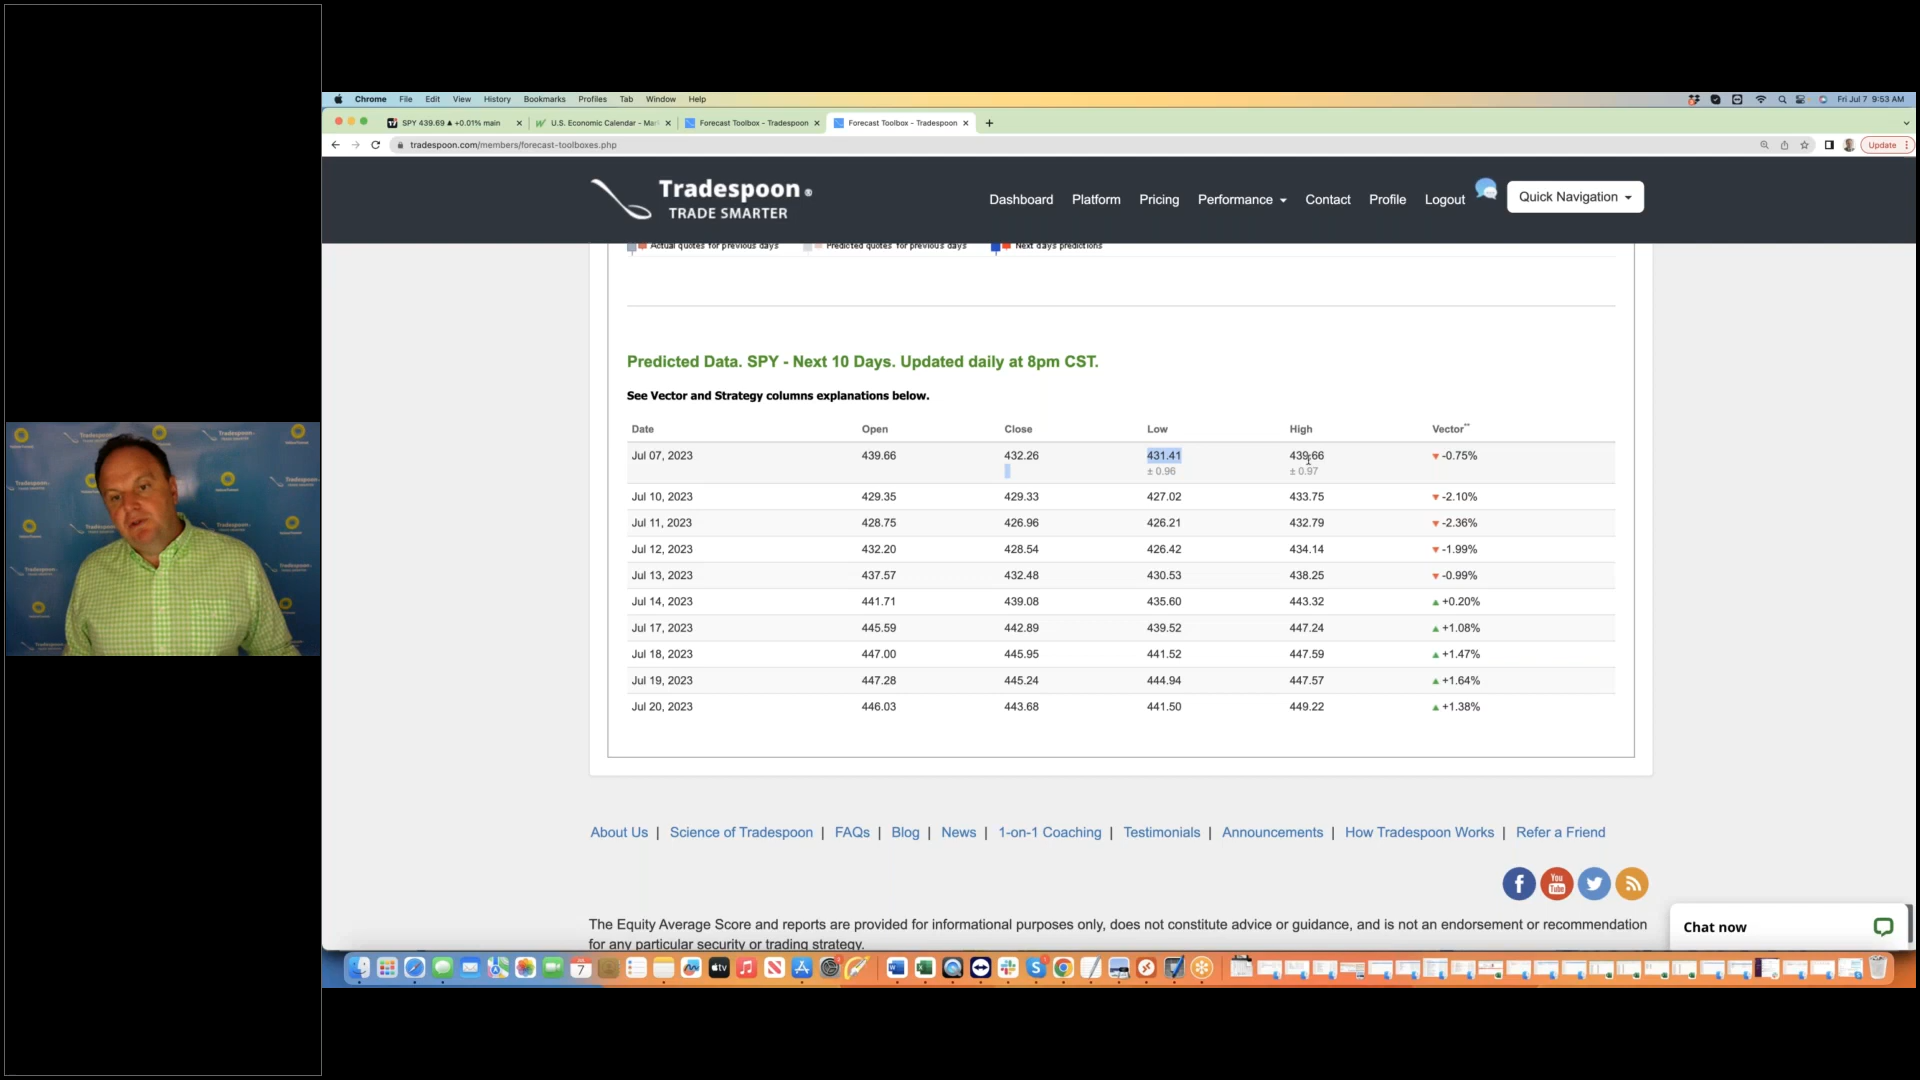 Chrome File Edit View History Bookmarks Profiles Tab Window Help Fri Jul 7 9:53 AM
SPY 439.69 ▲ +0.01% main U.S. Economic Calendar - Mar Forecast Toolbox - Tradespoon Forecast Toolbox - Tradespoon
tradespoon.com/members/forecast-toolboxes.php Update
Tradespoon®
TRADE SMARTER
Dashboard Platform Pricing Performance Contact Profile Logout Quick Navigation
Actual quotes for previous days Predicted quotes for previous days Next days predictions
Predicted Data. SPY - Next 10 Days. Updated daily at 8pm CST.
See Vector and Strategy columns explanations below.
Date Open Close Low High Vector**
Jul 07, 2023 439.66 432.26 431.41 439.66 ▼ -0.75%
± 0.96 ± 0.97
Jul 10, 2023 429.35 429.33 427.02 433.75 ▼ -2.10%
Jul 11, 2023 428.75 426.96 426.21 432.79 ▼ -2.36%
Jul 12, 2023 432.20 428.54 426.42 434.14 ▼ -1.99%
Jul 13, 2023 437.57 432.48 430.53 438.25 ▼ -0.99%
Jul 14, 2023 441.71 439.08 435.60 443.32 ▲ +0.20%
Jul 17, 2023 445.59 442.89 439.52 447.24 ▲ +1.08%
Jul 18, 2023 447.00 445.95 441.52 447.59 ▲ +1.47%
Jul 19, 2023 447.28 445.24 444.94 447.57 ▲ +1.64%
Jul 20, 2023 446.03 443.68 441.50 449.22 ▲ +1.38%
About Us | Science of Tradespoon | FAQs | Blog | News | 1-on-1 Coaching | Testimonials | Announcements | How Tradespoon Works | Refer a Friend
The Equity Average Score and reports are provided for informational purposes only, does not constitute advice or guidance, and is not an endorsement or recommendation
for any particular security or trading strategy.
Chat now